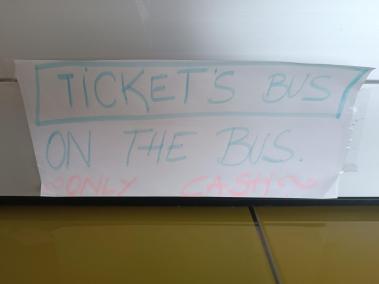 TICKET'S BUS
ON THE BUS.
ONLY CASH